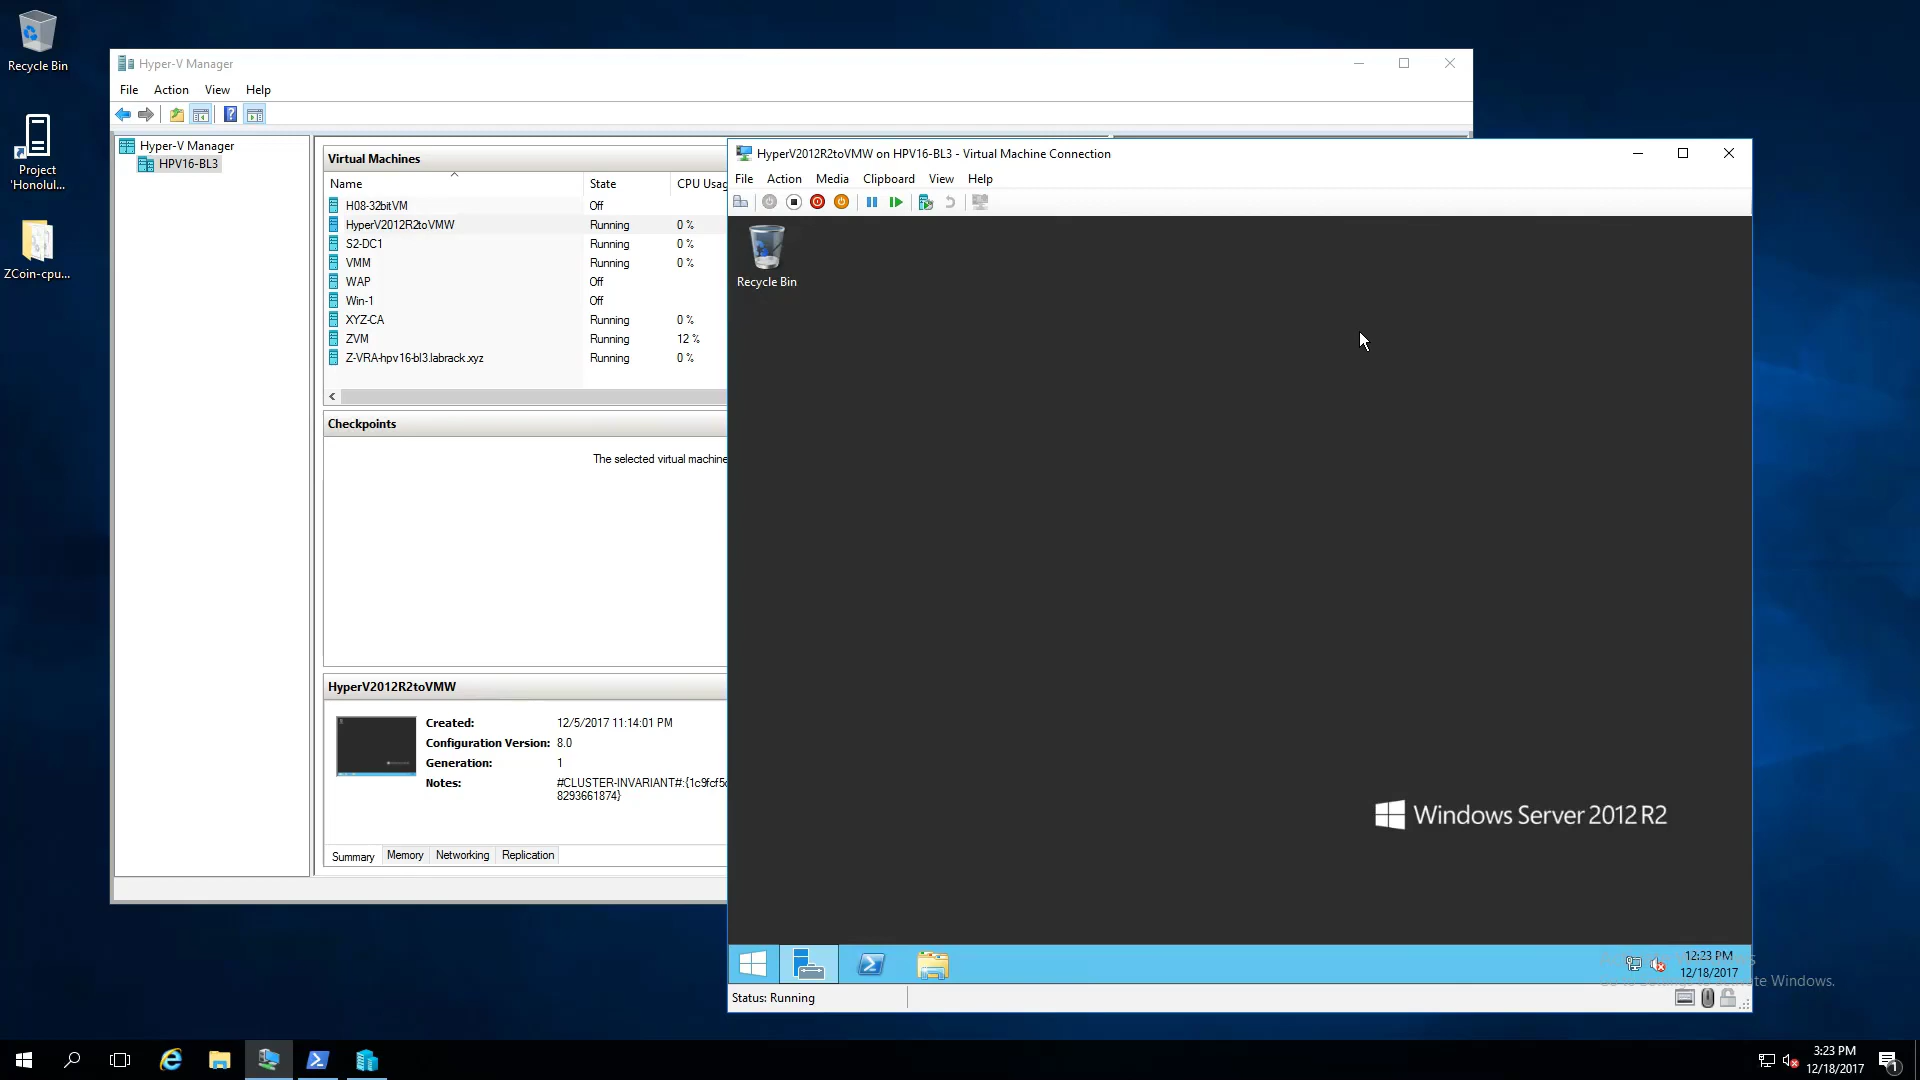 Recycle Bin
Project
'Honolul...
ZCoin-cpu...
Hyper-V Manager
File Action View Help
Hyper-V Manager
HPV16-BL3
Virtual Machines
Name State CPU Usag
H08-32bitVM Off
HyperV2012R2toVMW Running 0 %
S2-DC1 Running 0 %
VMM Running 0 %
WAP Off
Win-1 Off
XYZ-CA Running 0 %
ZVM Running 12 %
Z-VRA-hpv16-bl3.labrack.xyz Running 0 %
Checkpoints
The selected virtual machine
HyperV2012R2toVMW
Created: 12/5/2017 11:14:01 PM
Configuration Version: 8.0
Generation: 1
Notes: #CLUSTER-INVARIANT#:{1c9fcf5
8293661874}
Summary Memory Networking Replication
HyperV2012R2toVMW on HPV16-BL3 - Virtual Machine Connection
File Action Media Clipboard View Help
Recycle Bin
Windows Server 2012 R2
12:23 PM
12/18/2017
Status: Running
te Windows.
3:23 PM
12/18/2017
1